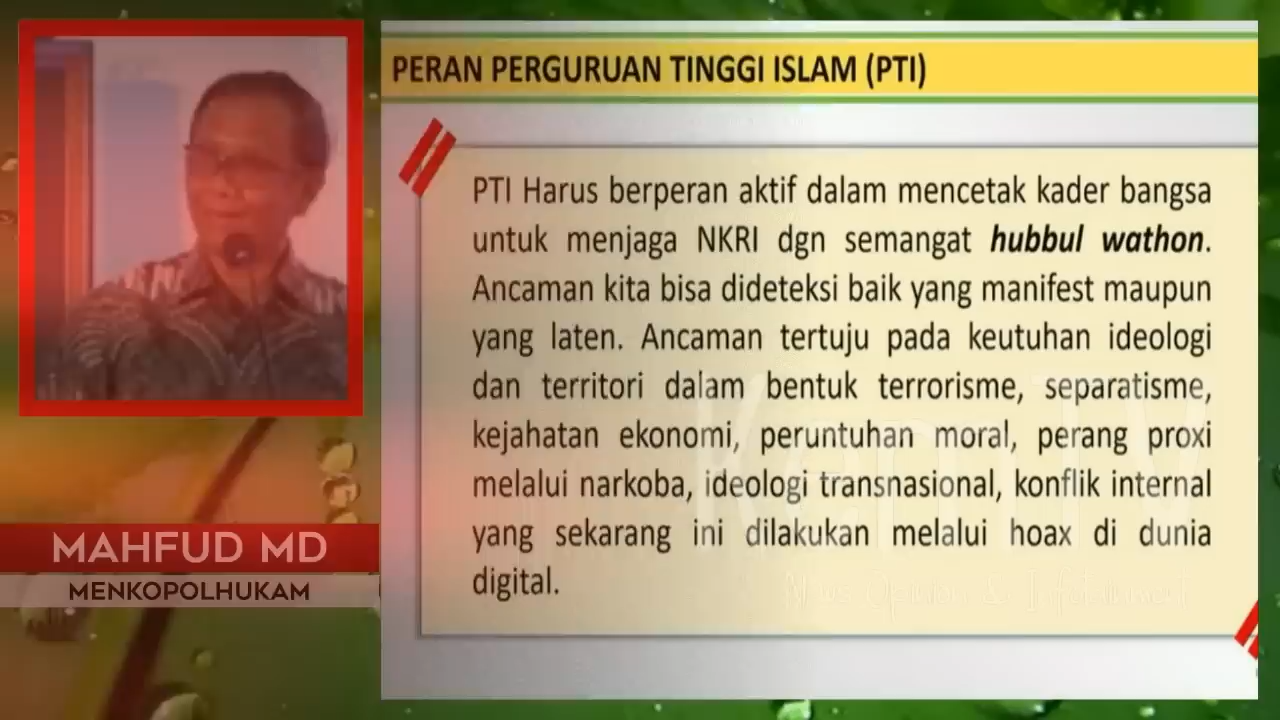 PERAN PERGURUAN TINGGI ISLAM (PTI)
PTI Harus berperan aktif dalam mencetak kader bangsa
untuk menjaga NKRI dgn semangat hubbul wathon.
Ancaman kita bisa dideteksi baik yang manifest maupun
yang laten. Ancaman tertuju pada keutuhan ideologi
dan territori dalam bentuk terrorisme, separatisme,
kejahatan ekonomi, peruntuhan moral, perang proxi
melalui narkoba, ideologi transnasional, konflik internal
yang sekarang ini dilakukan melalui hoax di dunia
digital.
MAHFUD MD
MENKOPOLHUKAM